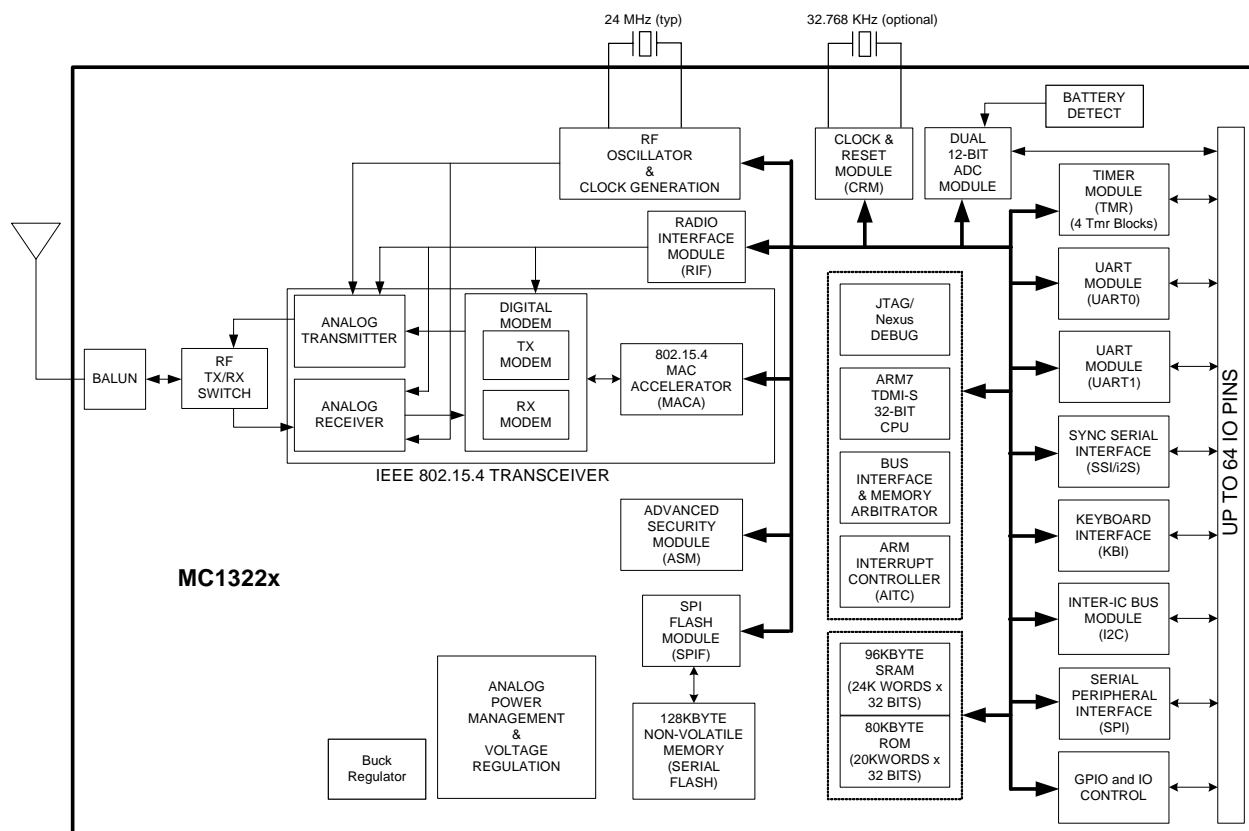 24 MHz (typ)
32.768 KHz (optional)
BATTERY
DETECT
RF
OSCILLATOR
&
CLOCK GENERATION
CLOCK &
RESET
MODULE
(CRM)
DUAL
12-BIT
ADC
MODULE
TIMER
MODULE
(TMR)
(4 Tmr Blocks)
RADIO
INTERFACE
MODULE
(RIF)
UART
MODULE
(UART0)
JTAG/
Nexus
DEBUG
ANALOG
TRANSMITTER
DIGITAL
MODEM
TX
MODEM
RX
MODEM
802.15.4
MAC
ACCELERATOR
(MACA)
BALUN
RF
TX/RX
SWITCH
ANALOG
RECEIVER
IEEE 802.15.4 TRANSCEIVER
ARM7
TDMI-S
32-BIT
CPU
UART
MODULE
(UART1)
BUS
INTERFACE
& MEMORY
ARBITRATOR
SYNC SERIAL
INTERFACE
(SSI/i2S)
UP TO 64 IO PINS
ADVANCED
SECURITY
MODULE
(ASM)
ARM
INTERRUPT
CONTROLLER
(AITC)
KEYBOARD
INTERFACE
(KBI)
MC1322x
SPI
FLASH
MODULE
(SPIF)
INTER-IC BUS
MODULE
(I2C)
96KBYTE
SRAM
(24K WORDS x
32 BITS)
SERIAL
PERIPHERAL
INTERFACE
(SPI)
ANALOG
POWER
MANAGEMENT
&
VOLTAGE
REGULATION
128KBYTE
NON-VOLATILE
MEMORY
(SERIAL
FLASH)
80KBYTE
ROM
(20KWORDS x
32 BITS)
Buck
Regulator
GPIO and IO
CONTROL